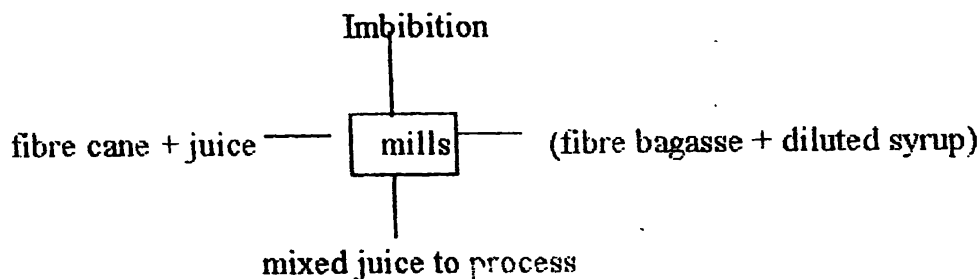 Imbibition
fibre cane + juice mills (fibre bagasse + diluted syrup)
mixed juice to process